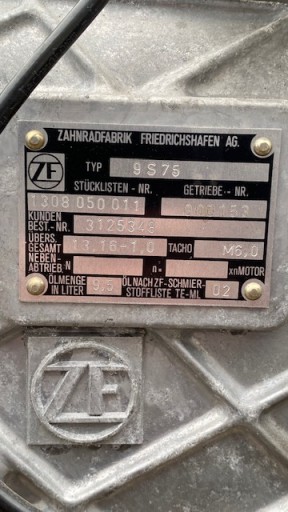 ZAHNRADFABRIK FRIEDRICHSHAFEN AG.
ZF TYP 9 S 75
STÜCKLISTEN - NR. GETRIEBE - NR.
1308 050 011
KUNDEN
BEST.- NR. 3125348
ÜBERS.
GESAMT 13,16-1,0 TACHO M6,0
NEBEN-
ABTRIEB N n= xnMOTOR
ÖLMENGE
IN LITER 9,5 ÖL NACH ZF-SCHMIER-
STOFFLISTE TE-ML 02
ZF